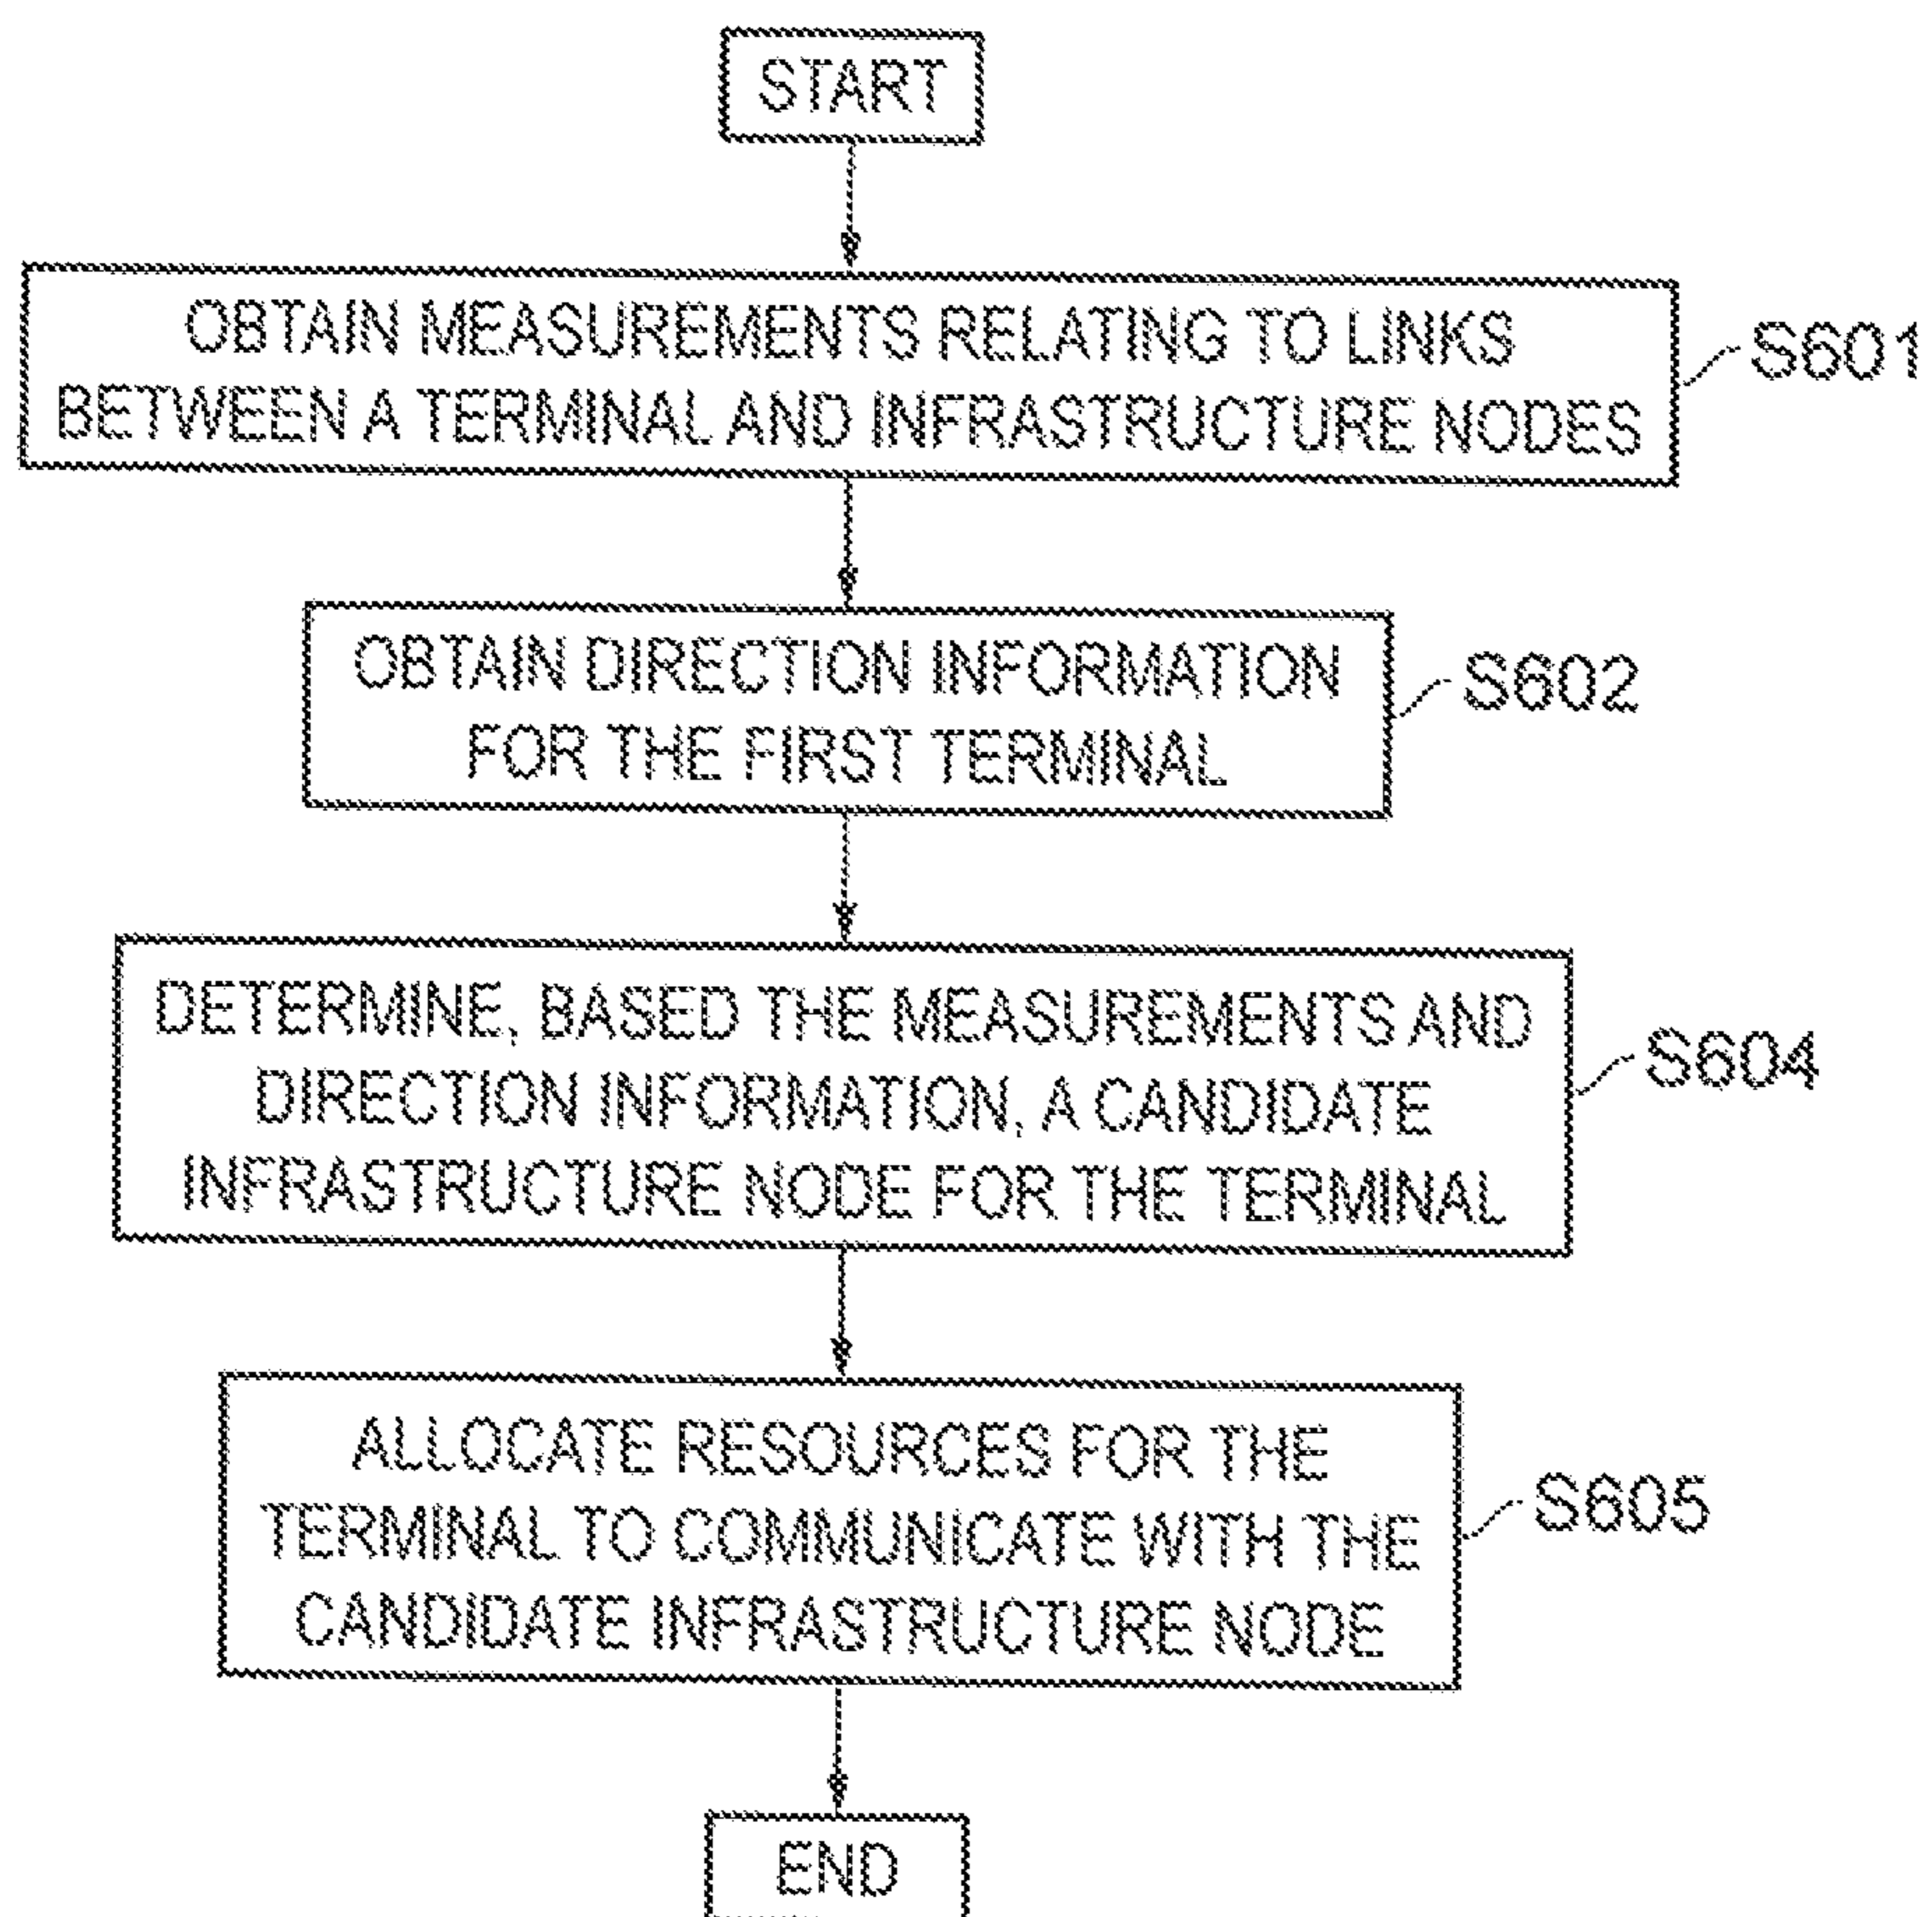 START
OBTAIN MEASUREMENTS RELATING TO LINKS
BETWEEN A TERMINAL AND INFRASTRUCTURE NODES
S601
OBTAIN DIRECTION INFORMATION
FOR THE FIRST TERMINAL
S602
DETERMINE, BASED THE MEASUREMENTS AND
DIRECTION INFORMATION, A CANDIDATE
INFRASTRUCTURE NODE FOR THE TERMINAL
S604
ALLOCATE RESOURCES FOR THE
TERMINAL TO COMMUNICATE WITH THE
CANDIDATE INFRASTRUCTURE NODE
S605
END